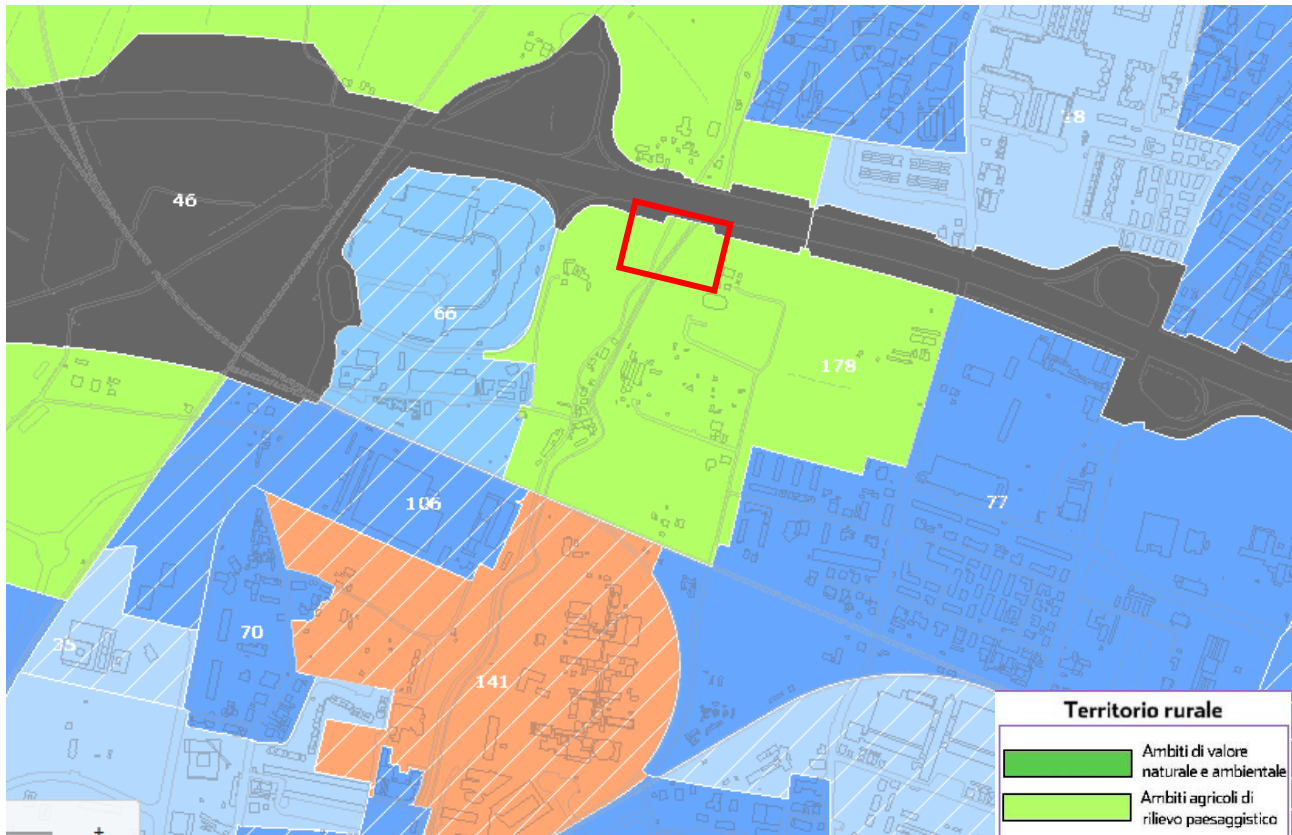 18
46
66
178
106
77
35
70
141
Territorio rurale
Ambiti di valore
naturale e ambientale
Ambiti agricoli di
rilievo paesaggistico
+